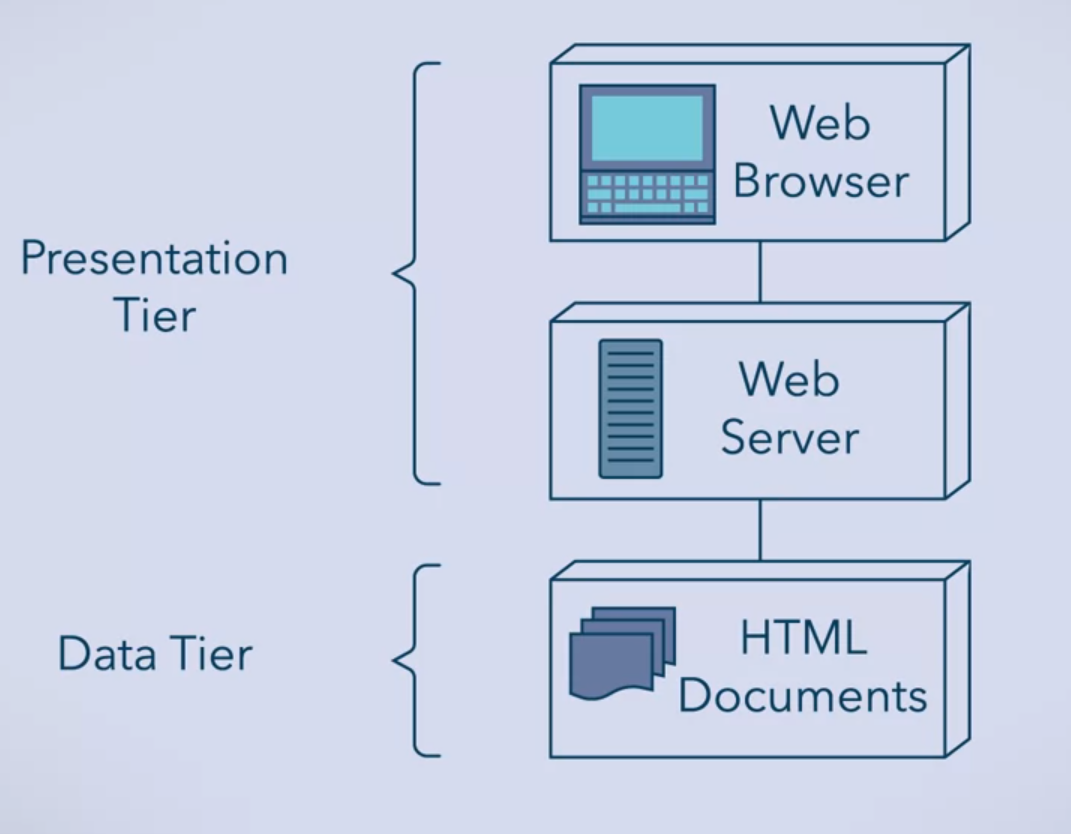 Web
Browser
Presentation
Tier
Web
Server
HTML
Documents
Data Tier